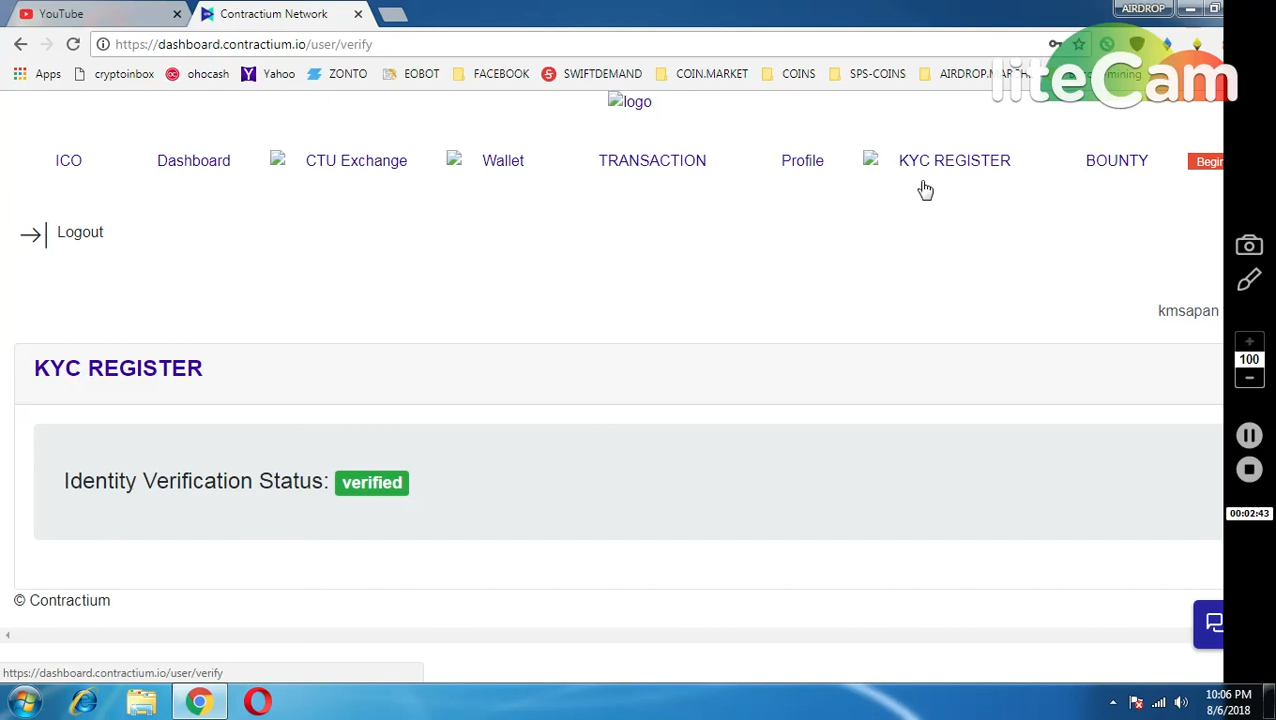 YouTube
Contractium Network
AIRDROP
https://dashboard.contractium.io/user/verify
Apps cryptoinbox ohocash Yahoo ZONTO EOBOT FACEBOOK SWIFTDEMAND COIN.MARKET COINS SPS-COINS mining
liteCam
logo
ICO Dashboard CTU Exchange Wallet TRANSACTION Profile KYC REGISTER BOUNTY Begin
Logout
kmsapan
KYC REGISTER
Identity Verification Status: verified
© Contractium
100
00:02:43
https://dashboard.contractium.io/user/verify
10:06 PM
8/6/2018